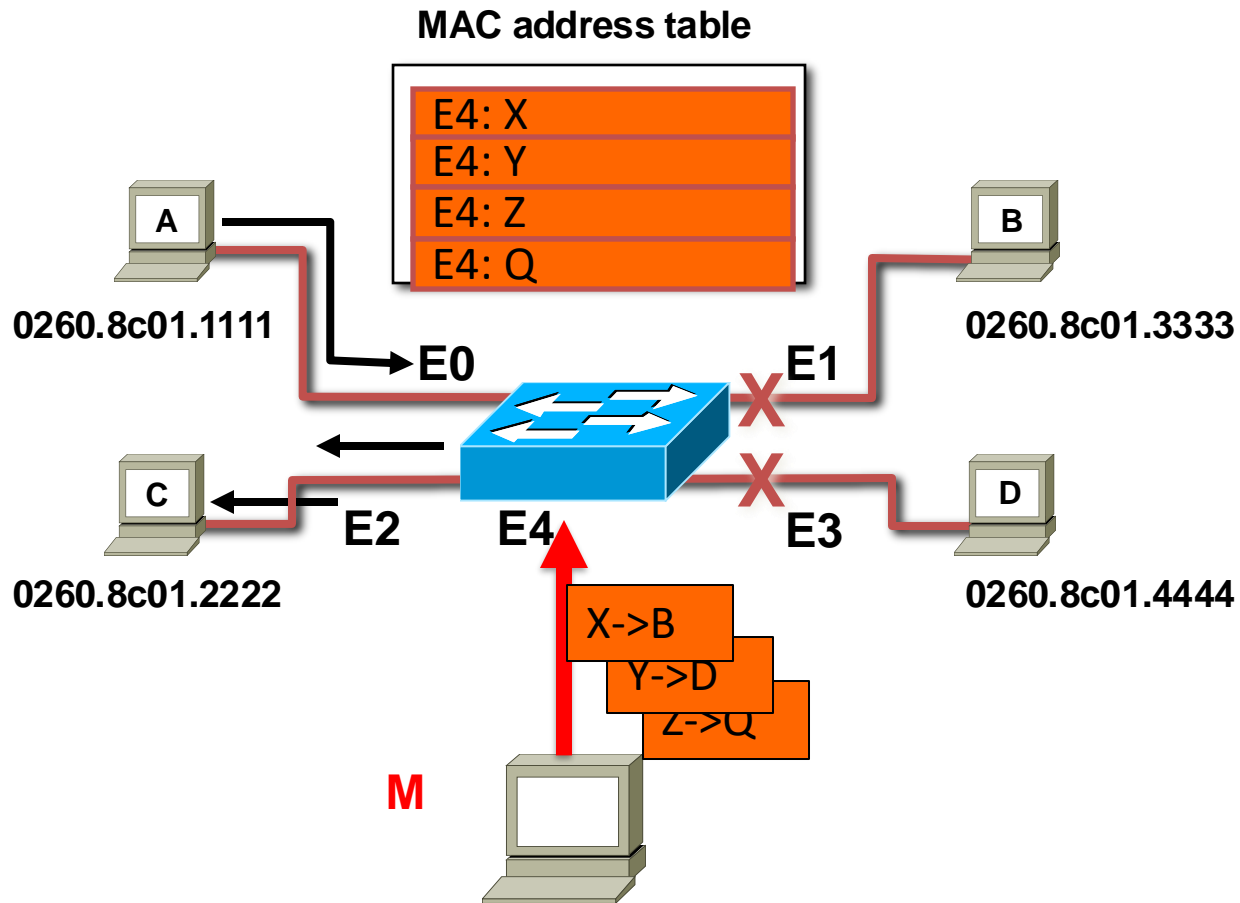 MAC address table
E4: X
E4: Y
E4: Z
E4: Q
A
B
0260.8c01.1111
0260.8c01.3333
E0
E1
X
C
X
D
E2
E4
E3
0260.8c01.2222
0260.8c01.4444
X->B
Y->D
Z->Q
M